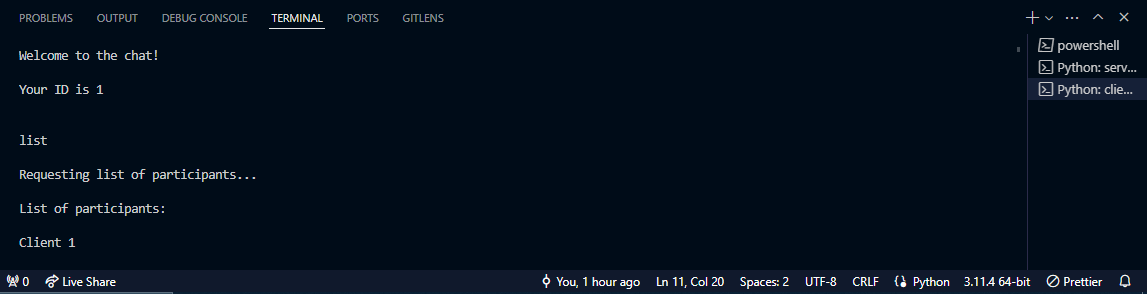 PROBLEMS OUTPUT DEBUG CONSOLE TERMINAL PORTS GITLENS
Welcome to the chat!
Your ID is 1
list
Requesting list of participants...
List of participants:
Client 1
powershell
Python: serv...
Python: clie...
0 Live Share You, 1 hour ago Ln 11, Col 20 Spaces: 2 UTF-8 CRLF Python 3.11.4 64-bit Prettier